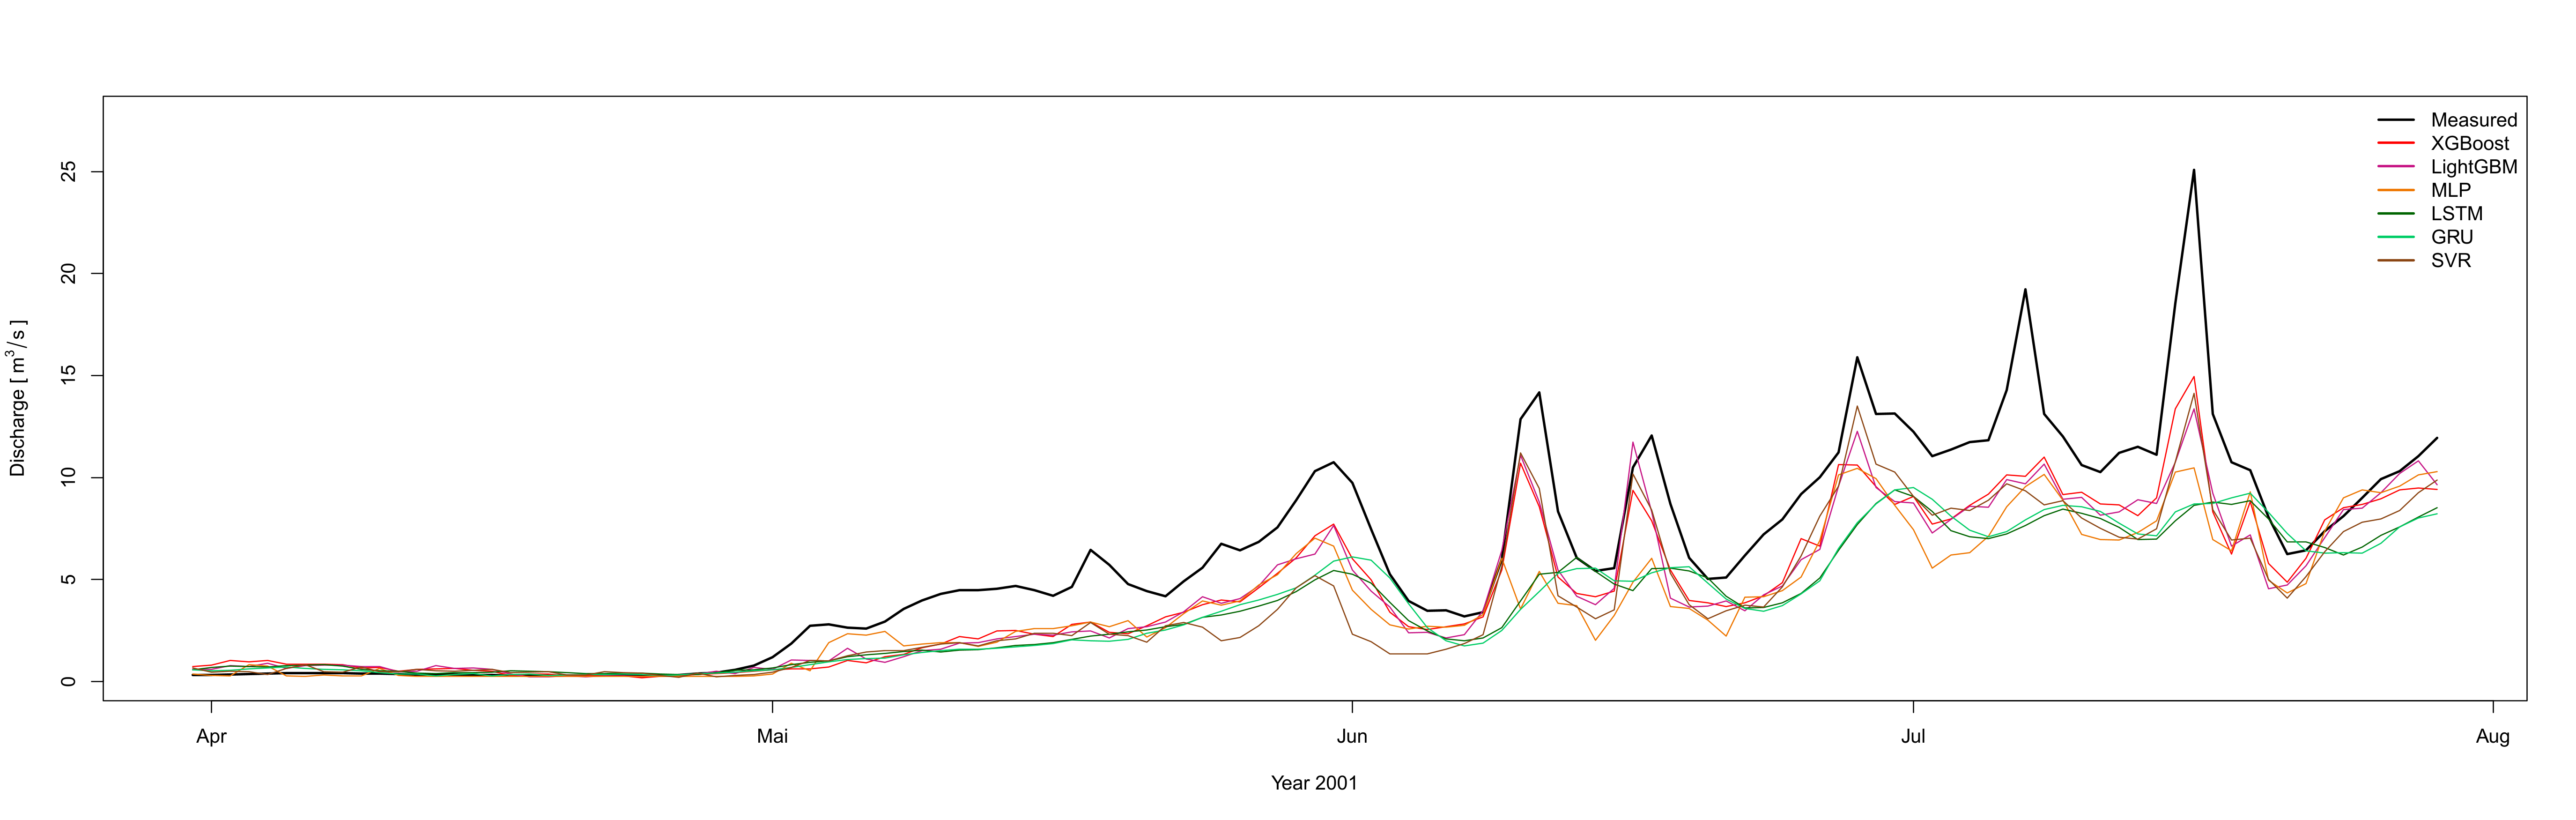 Measured
XGBoost
LightGBM
MLP
LSTM
GRU
SVR
Discharge [ m³/s ]
25
20
15
10
5
0
Apr Mai Jun Jul Aug
Year 2001